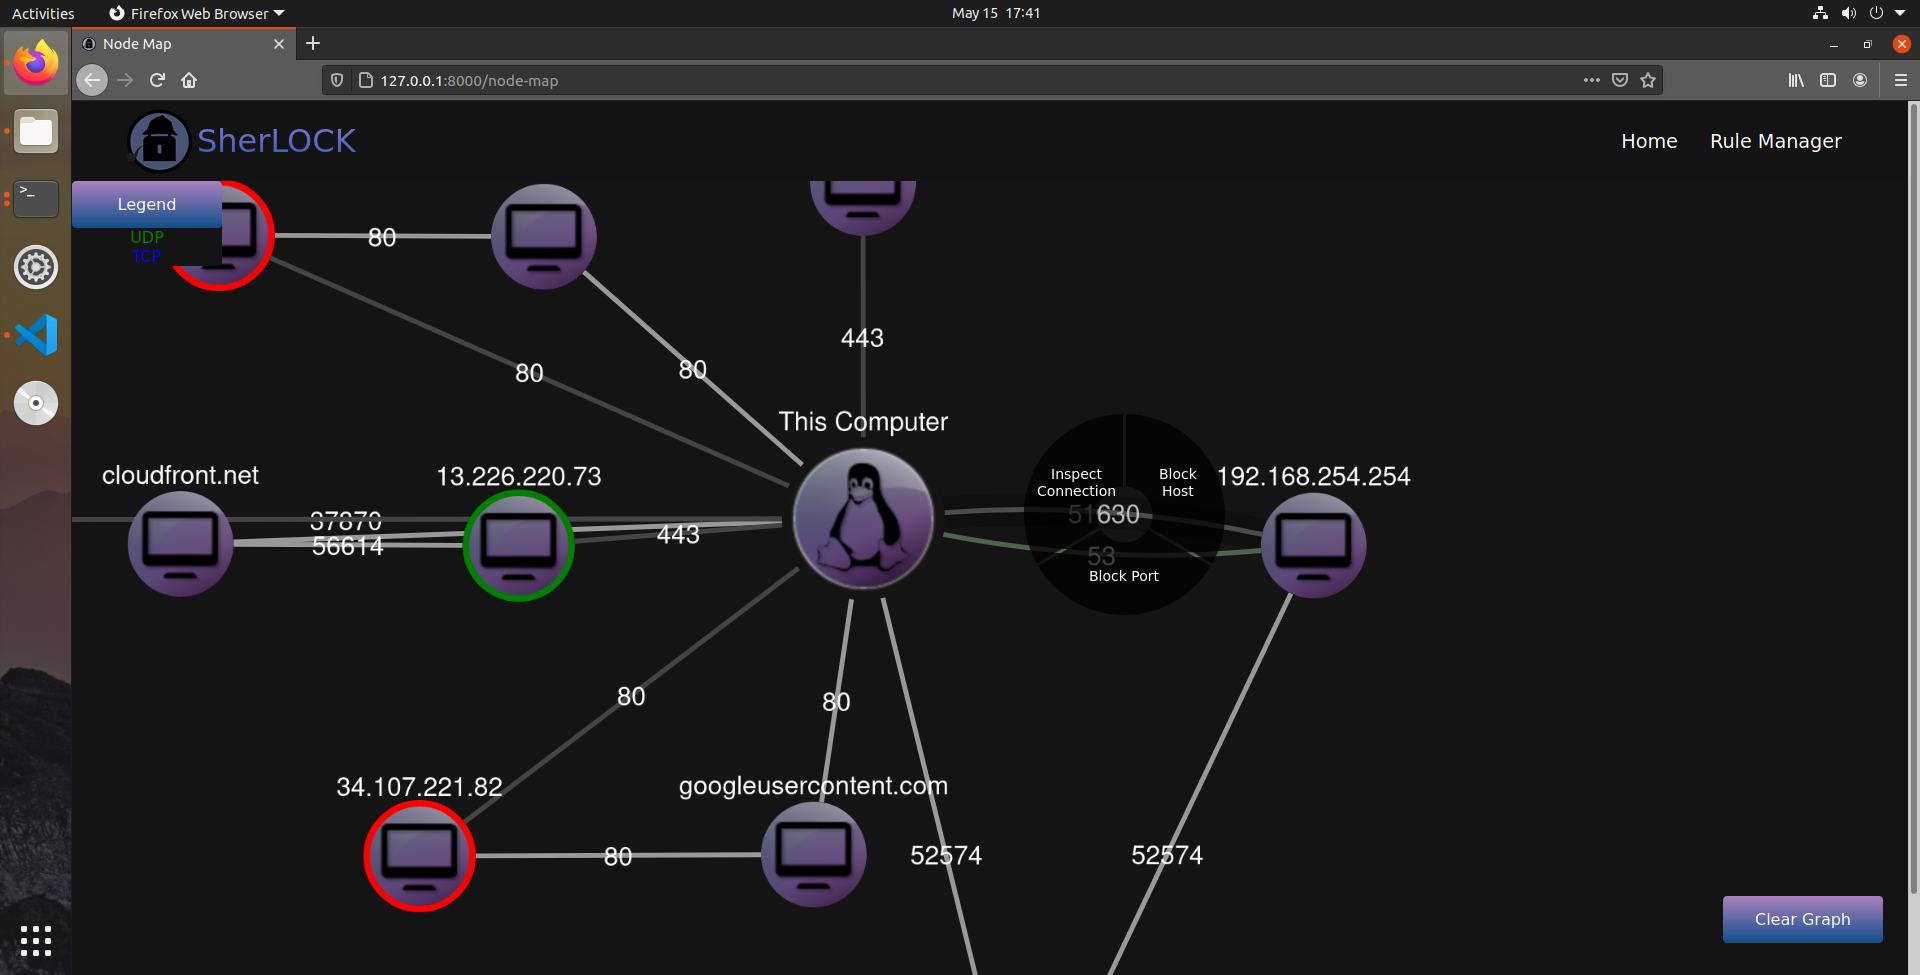 Activities
Firefox Web Browser
May 15 17:41
Node Map
127.0.0.1:8000/node-map
SherLOCK
Home
Rule Manager
Legend
UDP
TCP
80
443
80
80
This Computer
cloudfront.net
13.226.220.73
Inspect
Connection
Block
Host
192.168.254.254
37870
56614
443
51630
53
Block Port
80
80
34.107.221.82
googleusercontent.com
80
52574
52574
Clear Graph